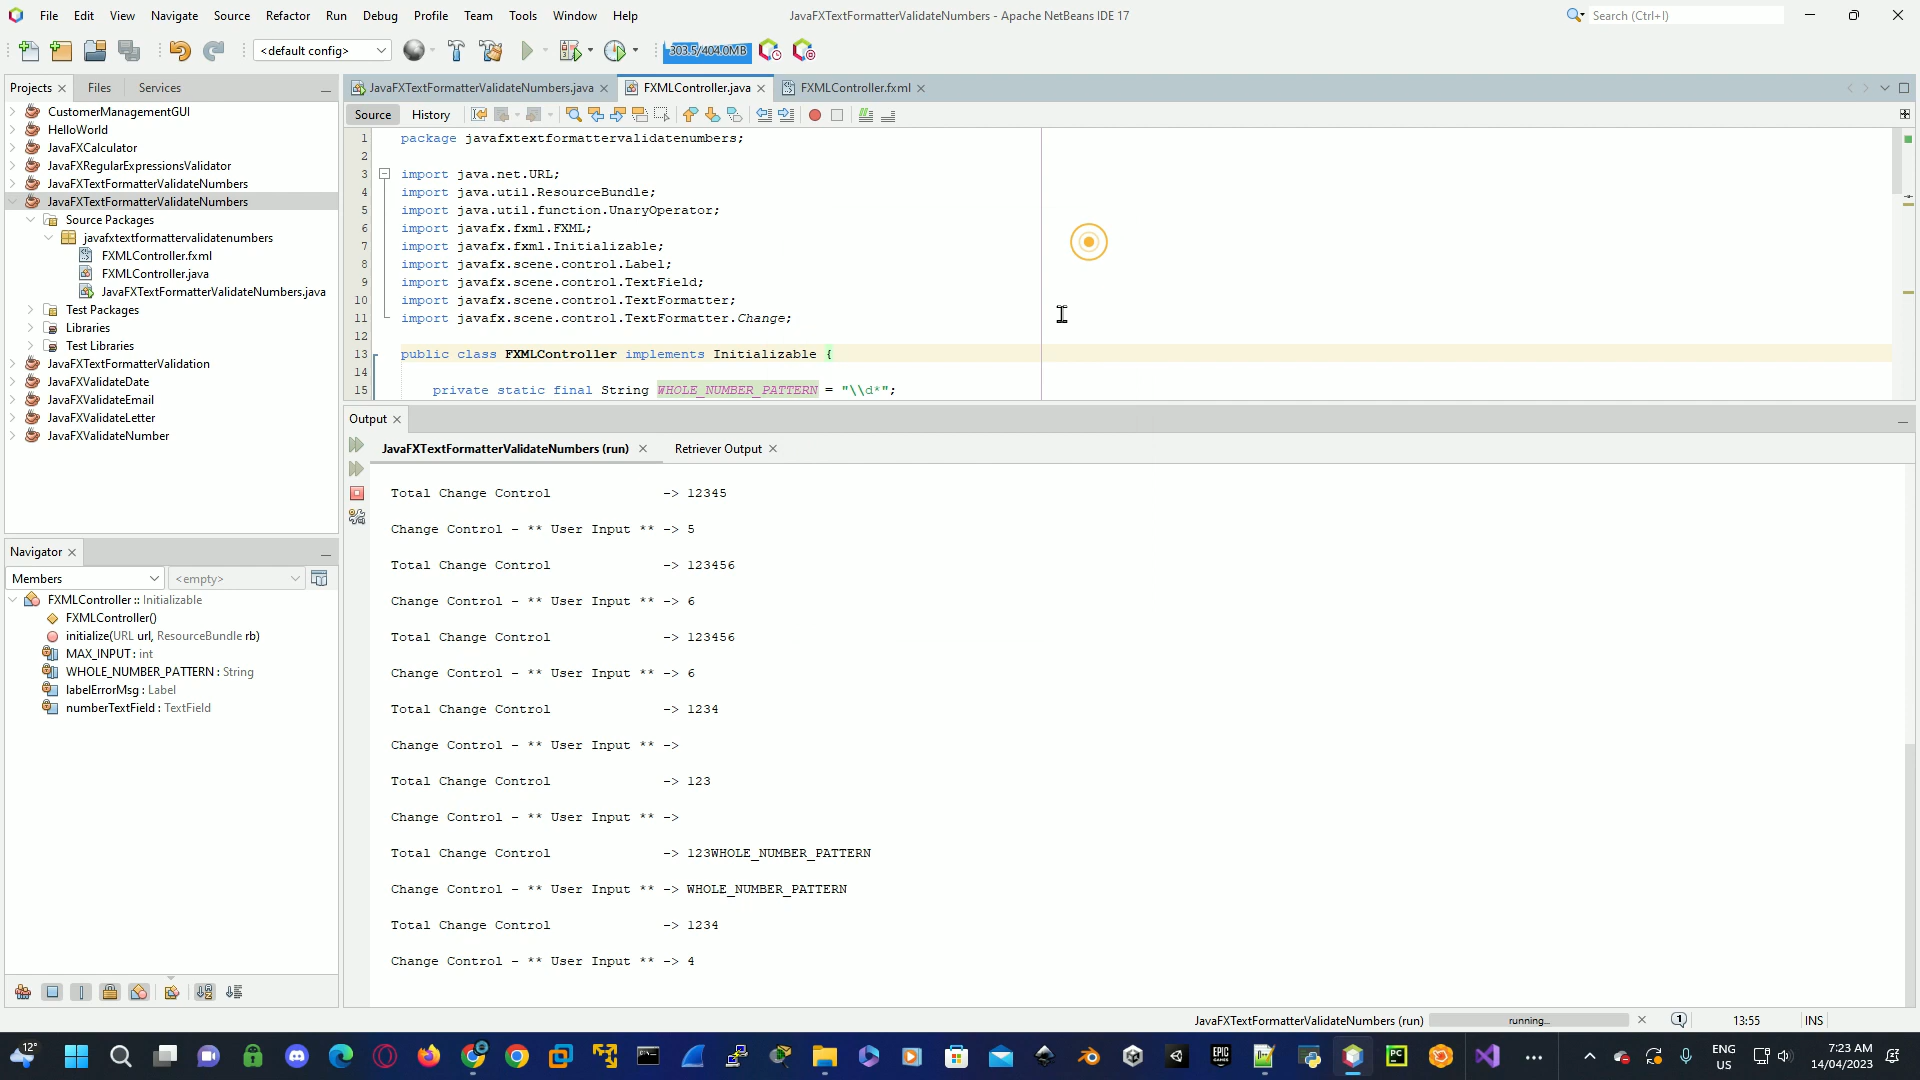 File Edit View Navigate Source Refactor Run Debug Profile Team Tools Window Help
JavaFXTextFormatterValidateNumbers - Apache NetBeans IDE 17
Search (Ctrl+I)
<default config>
303.5/404.0MB
Projects
Files
Services
CustomerManagementGUI
HelloWorld
JavaFXCalculator
JavaFXRegularExpressionsValidator
JavaFXTextFormatterValidateNumbers
JavaFXTextFormatterValidateNumbers
Source Packages
javafxtextformattervalidatenumbers
FXMLController.fxml
FXMLController.java
JavaFXTextFormatterValidateNumbers.java
Test Packages
Libraries
Test Libraries
JavaFXTextFormatterValidation
JavaFXValidateDate
JavaFXValidateEmail
JavaFXValidateLetter
JavaFXValidateNumber
Navigator
Members
<empty>
FXMLController :: Initializable
FXMLController()
initialize(URL url, ResourceBundle rb)
MAX_INPUT : int
WHOLE_NUMBER_PATTERN : String
labelErrorMsg : Label
numberTextField : TextField
JavaFXTextFormatterValidateNumbers.java
FXMLController.java
FXMLController.fxml
Source
History
1 package javafxtextformattervalidatenumbers;
2
3 import java.net.URL;
4 import java.util.ResourceBundle;
5 import java.util.function.UnaryOperator;
6 import javafx.fxml.FXML;
7 import javafx.fxml.Initializable;
8 import javafx.scene.control.Label;
9 import javafx.scene.control.TextField;
10 import javafx.scene.control.TextFormatter;
11 import javafx.scene.control.TextFormatter.Change;
12
13 public class FXMLController implements Initializable {
14
15 private static final String WHOLE_NUMBER_PATTERN = "\\d*";
Output
JavaFXTextFormatterValidateNumbers (run)
Retriever Output
Total Change Control -> 12345
Change Control - ** User Input ** -> 5
Total Change Control -> 123456
Change Control - ** User Input ** -> 6
Total Change Control -> 123456
Change Control - ** User Input ** -> 6
Total Change Control -> 1234
Change Control - ** User Input ** ->
Total Change Control -> 123
Change Control - ** User Input ** ->
Total Change Control -> 123WHOLE_NUMBER_PATTERN
Change Control - ** User Input ** -> WHOLE_NUMBER_PATTERN
Total Change Control -> 1234
Change Control - ** User Input ** -> 4
JavaFXTextFormatterValidateNumbers (run)
running...
1
13:55
INS
12°
EPIC GAMES
PC
ENG
US
7:23 AM
14/04/2023